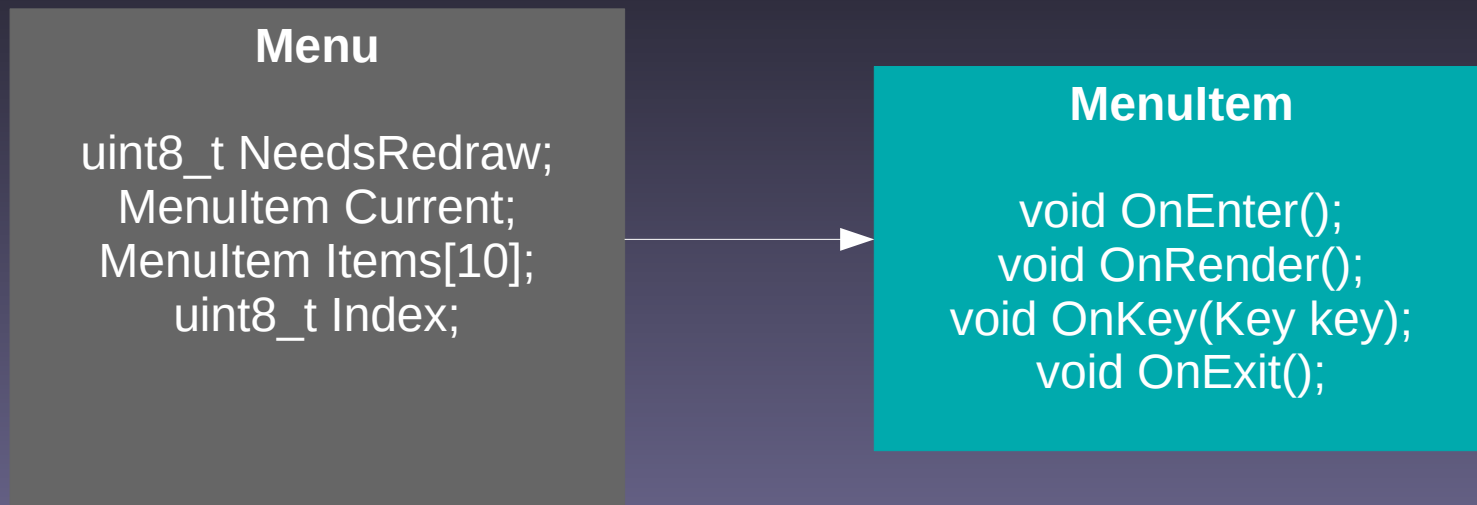 Menu
uint8_t NeedsRedraw;
MenuItem Current;
MenuItem Items[10];
uint8_t Index;
MenuItem
void OnEnter();
void OnRender();
void OnKey(Key key);
void OnExit();